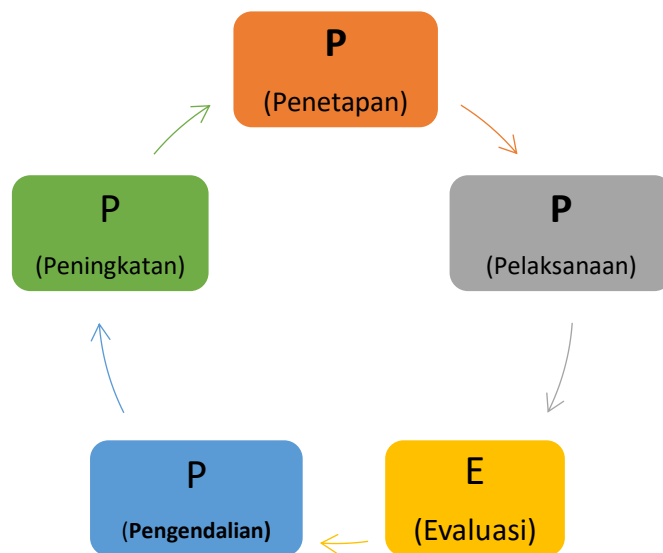 P
(Penetapan)
P
(Pelaksanaan)
E
(Evaluasi)
P
(Pengendalian)
P
(Peningkatan)